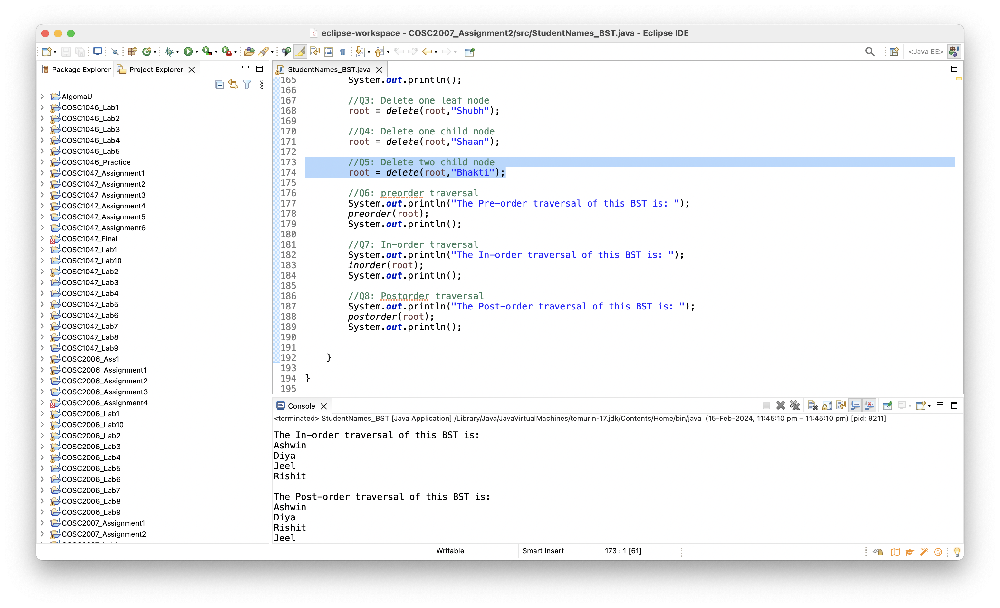 eclipse-workspace - COSC2007_Assignment2/src/StudentNames_BST.java - Eclipse IDE
<Java EE>
Package Explorer
Project Explorer
AlgomaU
COSC1046_Lab1
COSC1046_Lab2
COSC1046_Lab3
COSC1046_Lab4
COSC1046_Lab5
COSC1046_Practice
COSC1047_Assignment1
COSC1047_Assignment2
COSC1047_Assignment3
COSC1047_Assignment4
COSC1047_Assignment5
COSC1047_Assignment6
COSC1047_Final
COSC1047_Lab1
COSC1047_Lab10
COSC1047_Lab2
COSC1047_Lab3
COSC1047_Lab4
COSC1047_Lab5
COSC1047_Lab6
COSC1047_Lab7
COSC1047_Lab8
COSC1047_Lab9
COSC2006_Ass1
COSC2006_Assignment1
COSC2006_Assignment2
COSC2006_Assignment3
COSC2006_Assignment4
COSC2006_Lab1
COSC2006_Lab10
COSC2006_Lab2
COSC2006_Lab3
COSC2006_Lab4
COSC2006_Lab5
COSC2006_Lab6
COSC2006_Lab7
COSC2006_Lab8
COSC2006_Lab9
COSC2007_Assignment1
COSC2007_Assignment2
StudentNames_BST.java
165 System.out.println();
166
167 //Q3: Delete one leaf node
168 root = delete(root,"Shubh");
169
170 //Q4: Delete one child node
171 root = delete(root,"Shaan");
172
173 //Q5: Delete two child node
174 root = delete(root,"Bhakti");
175
176 //Q6: preorder traversal
177 System.out.println("The Pre-order traversal of this BST is: ");
178 preorder(root);
179 System.out.println();
180
181 //Q7: In-order traversal
182 System.out.println("The In-order traversal of this BST is: ");
183 inorder(root);
184 System.out.println();
185
186 //Q8: Postorder traversal
187 System.out.println("The Post-order traversal of this BST is: ");
188 postorder(root);
189 System.out.println();
190
191
192 }
193
194 }
195
Console
<terminated> StudentNames_BST [Java Application] /Library/Java/JavaVirtualMachines/temurin-17.jdk/Contents/Home/bin/java (15-Feb-2024, 11:45:10 pm – 11:45:10 pm) [pid: 9211]
The In-order traversal of this BST is:
Ashwin
Diya
Jeel
Rishit
The Post-order traversal of this BST is:
Ashwin
Diya
Rishit
Jeel
Writable
Smart Insert
173 : 1 [61]